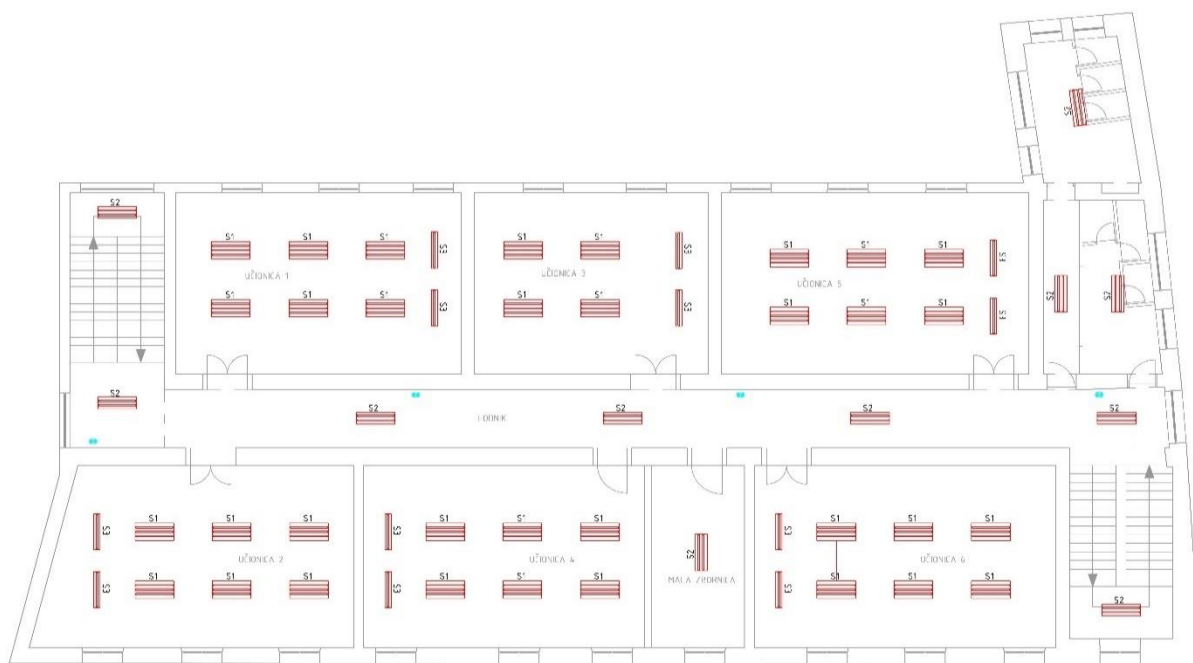 S2
S2
S1
S1
S1
S3
UČIONICA 1
S1
S1
S1
S3
S1
S1
S3
UČIONICA 3
S1
S1
S3
S1
S1
S1
S3
UČIONICA 5
S1
S1
S1
S3
S2
S2
S2
S2
HODNIK
S2
S2
S2
S3
S1
S1
S1
UČIONICA 2
S3
S1
S1
S1
S3
S1
S1
S1
UČIONICA 4
S3
S1
S1
S1
S2
MALA ZBORNICA
S3
S1
S1
S1
UČIONICA 6
S3
S1
S1
S1
S2